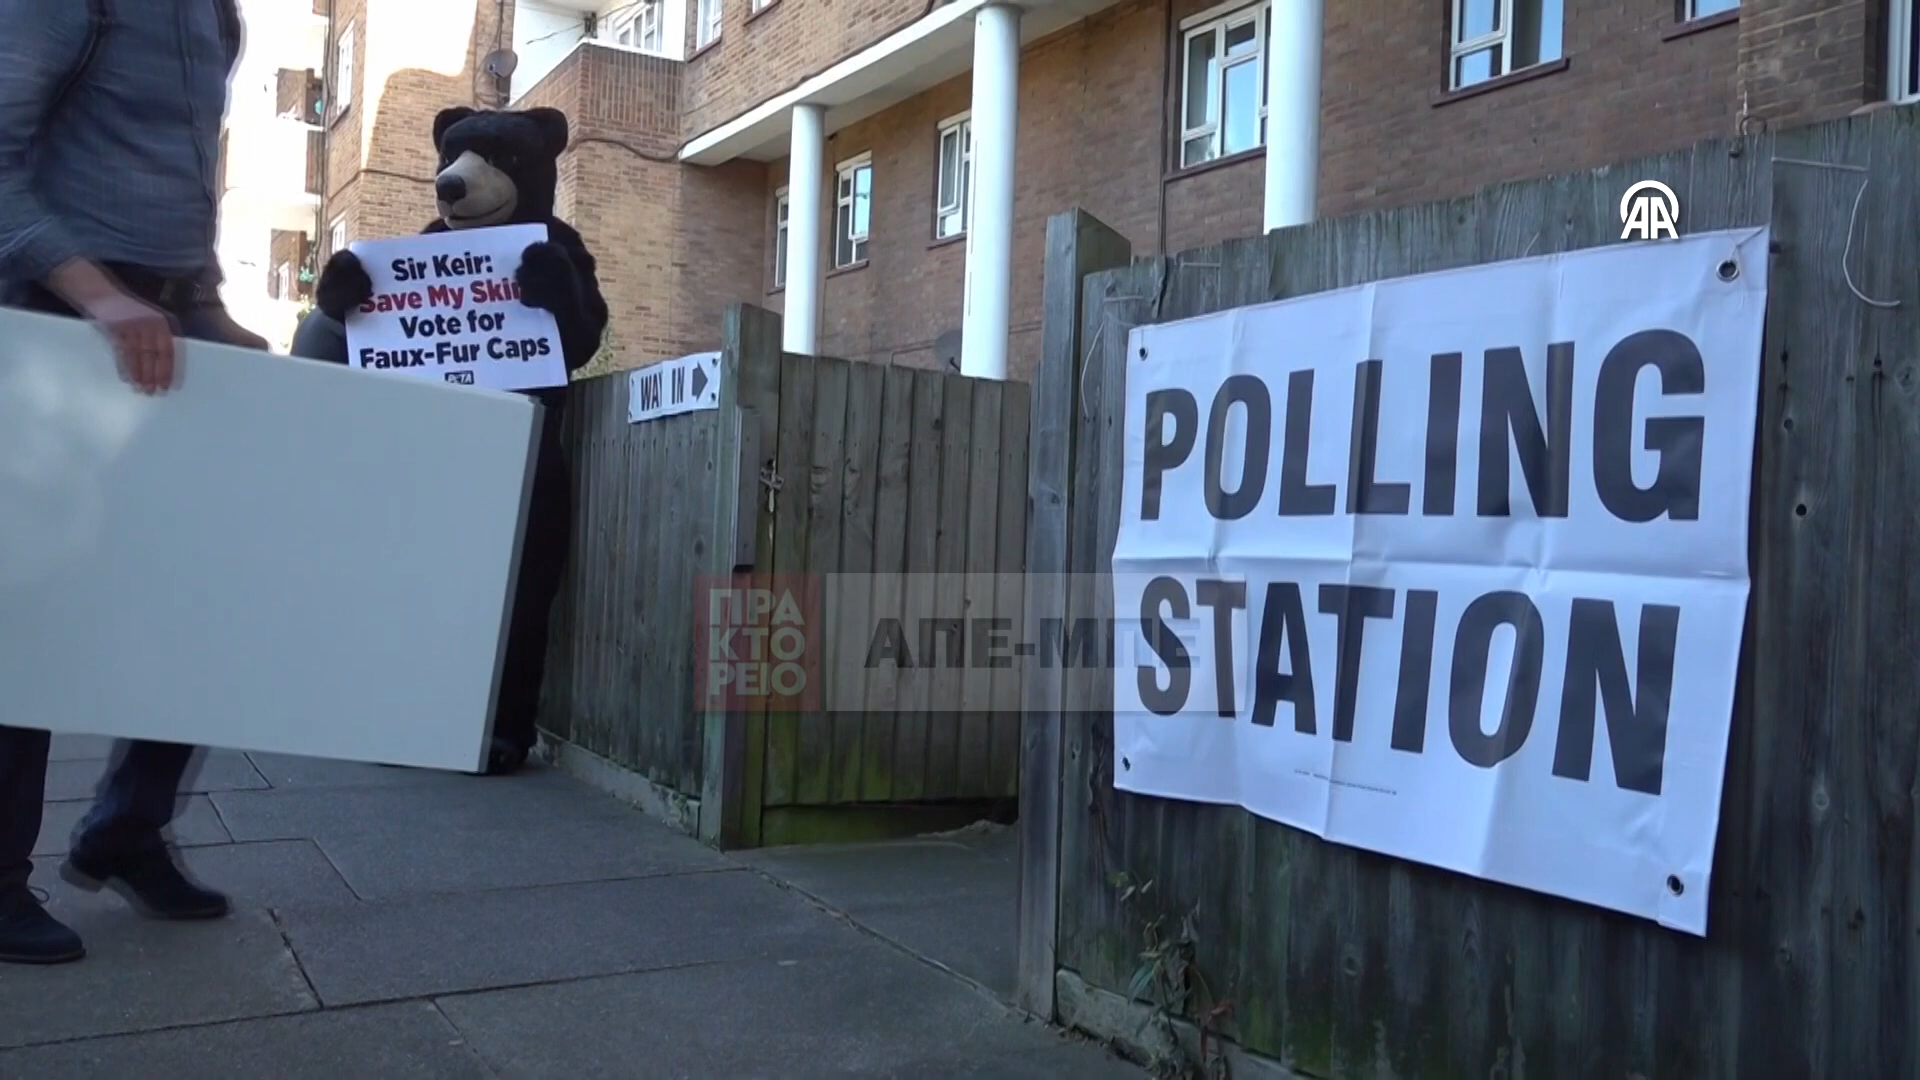 Sir Keir:
Save My Skin
Vote for
Faux-Fur Caps
PETA
WAY IN
AA
POLLING
STATION
ΠΡΑ
ΚΤΟ
ΡΕΙΟ
ΑΠΕ-ΜΠΕ